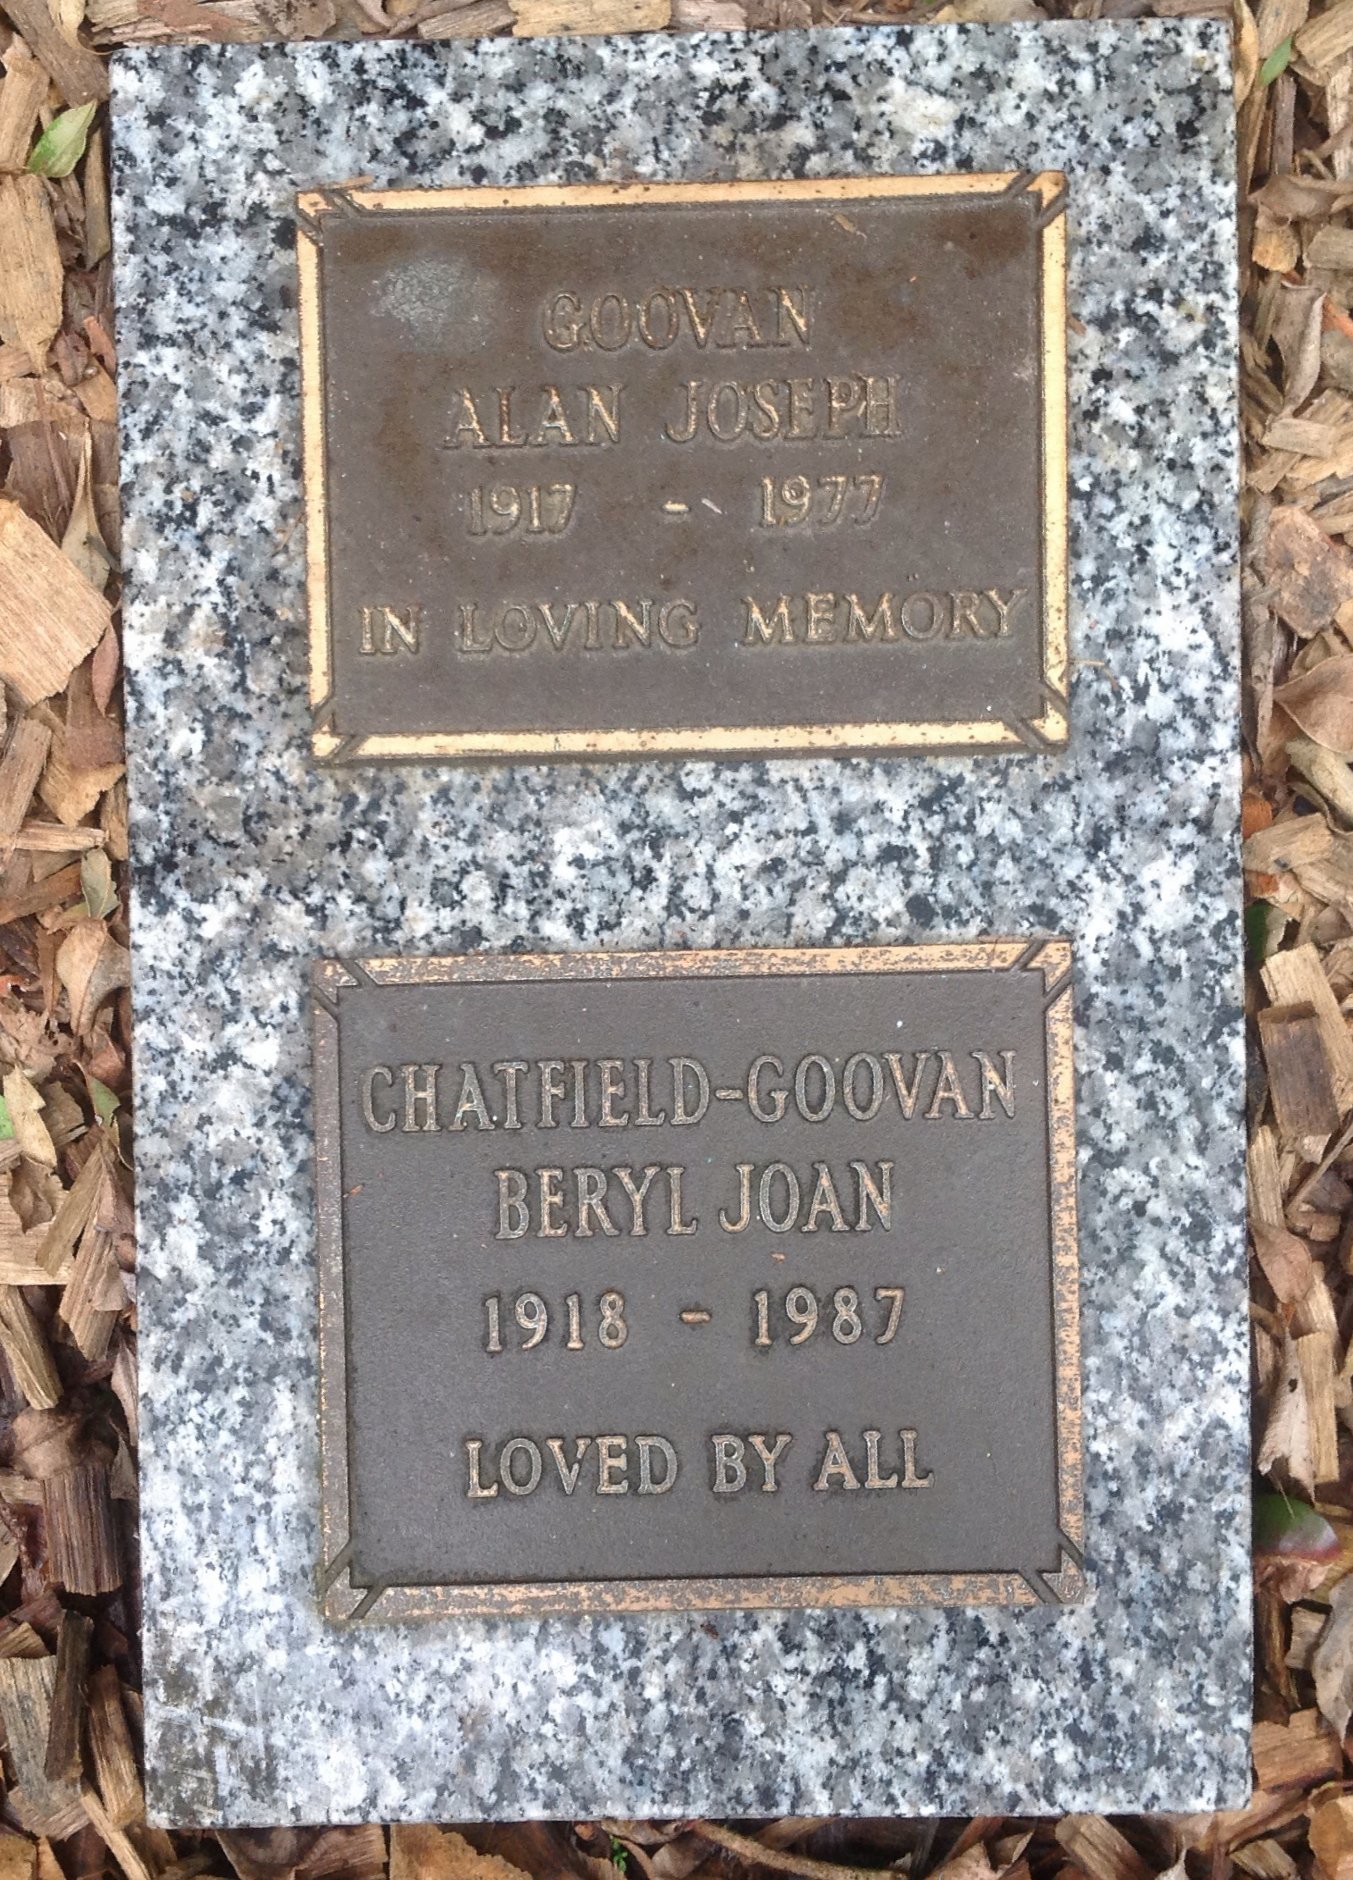 GOOVAN
ALAN JOSEPH
1917 - 1977
IN LOVING MEMORY
CHATFIELD-GOOVAN
BERYL JOAN
1918 - 1987
LOVED BY ALL